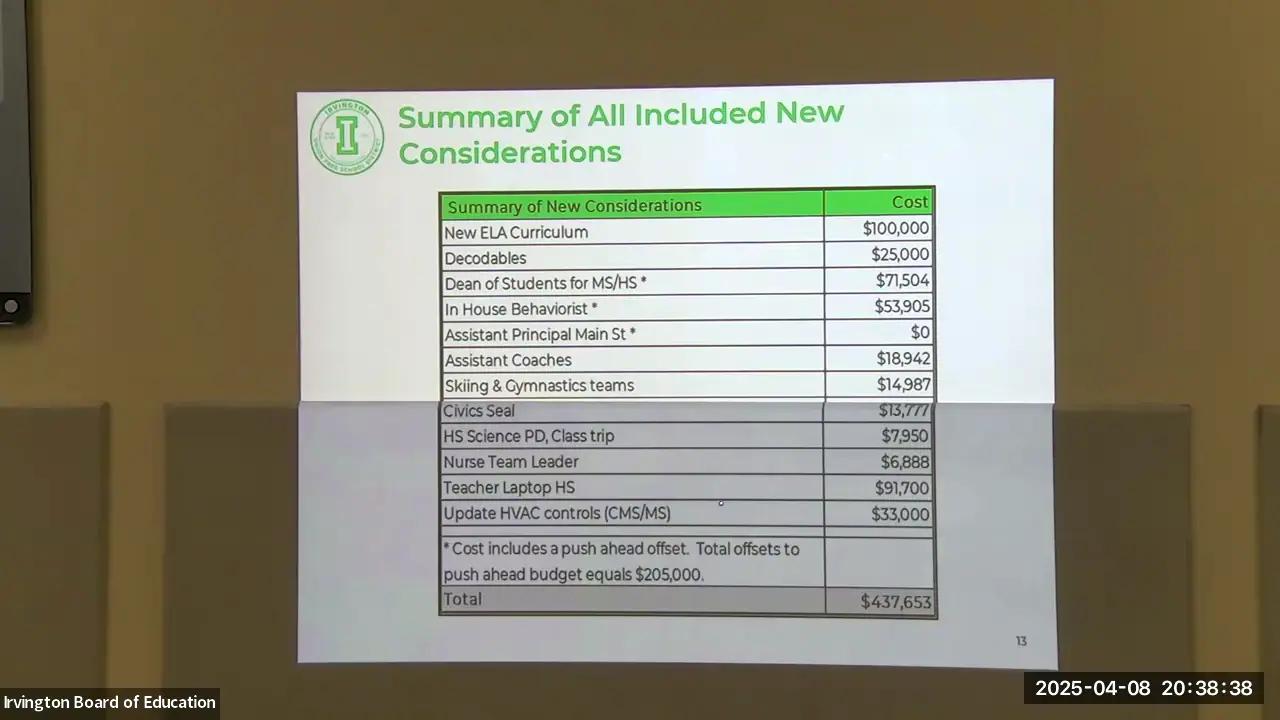 IRVINGTON
I
Summary of All Included New
Considerations
Summary of New Considerations Cost
New ELA Curriculum $100,000
Decodables $25,000
Dean of Students for MS/HS * $71,504
In House Behaviorist * $53,905
Assistant Principal Main St * $0
Assistant Coaches $18,942
Skiing & Gymnastics teams $14,987
Civics Seal $13,777
HS Science PD, Class trip $7,950
Nurse Team Leader $6,888
Teacher Laptop HS $91,700
Update HVAC controls (CMS/MS) $33,000
* Cost includes a push ahead offset. Total offsets to
push ahead budget equals $205,000.
Total $437,653
13
Irvington Board of Education
2025-04-08 20:38:38